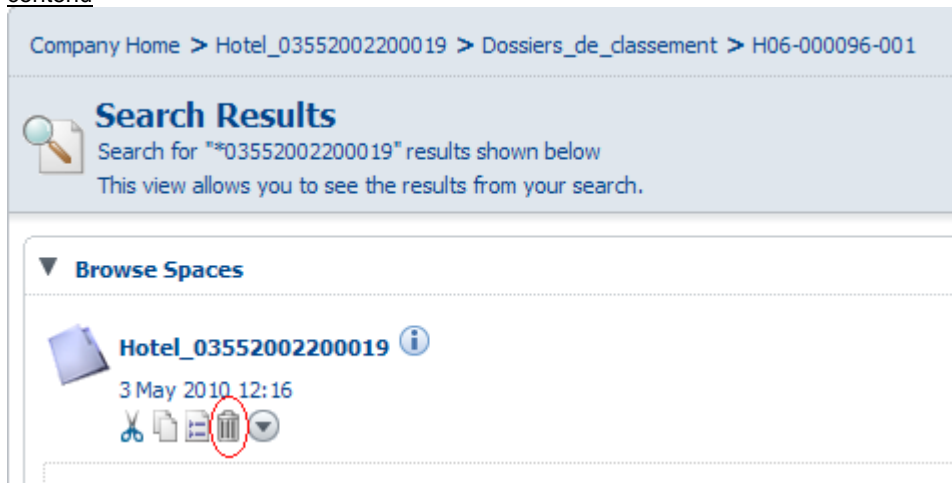 Company Home > Hotel_03552002200019 > Dossiers_de_classement > H06-000096-001
Search Results
Search for "*03552002200019" results shown below
This view allows you to see the results from your search.
Browse Spaces
Hotel_03552002200019
3 May 2010 12:16